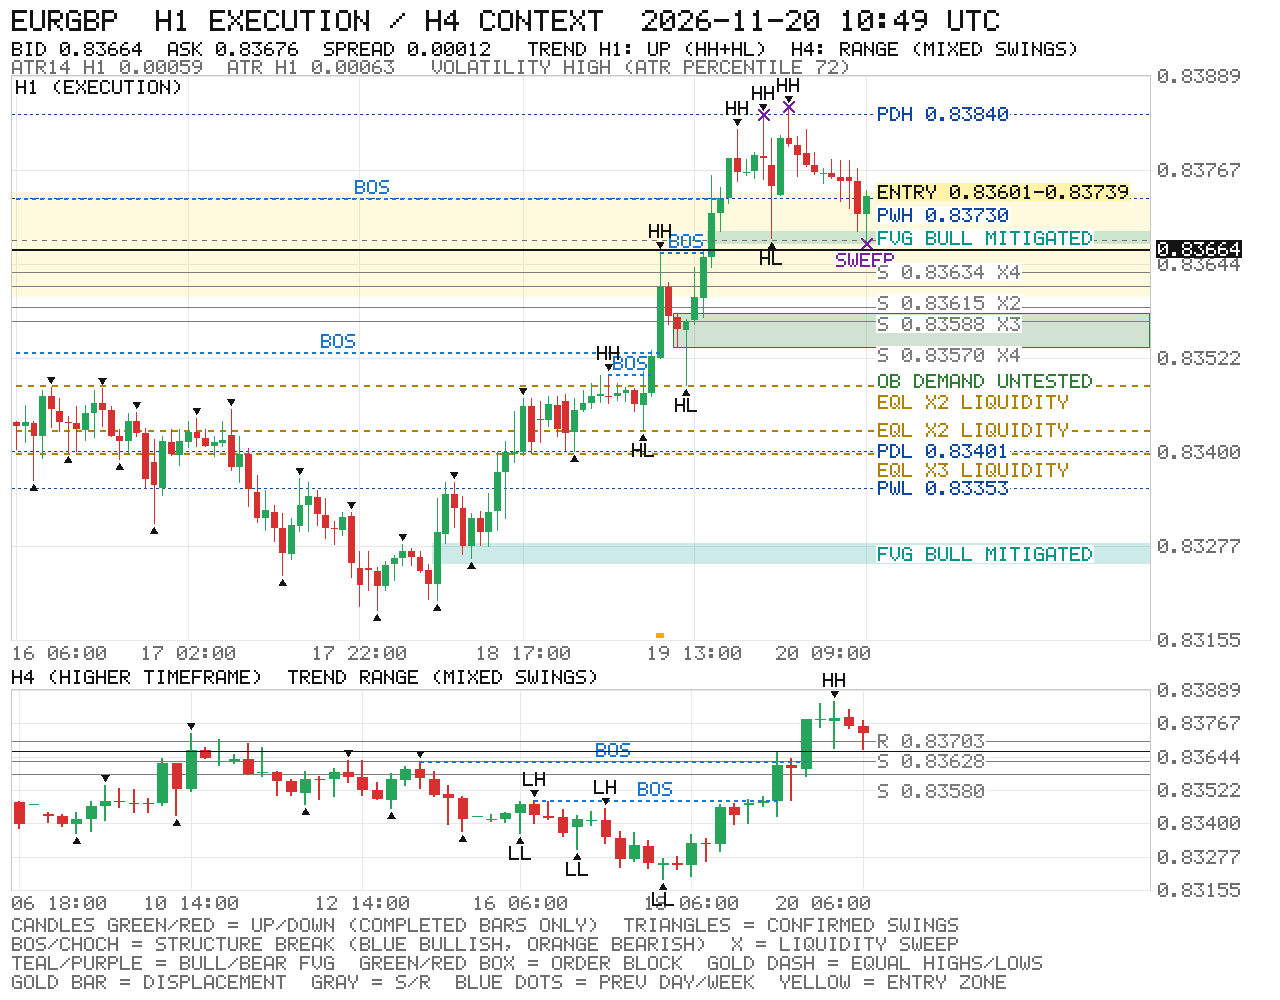 EURGBP  H1 EXECUTION / H4 CONTEXT  2026-11-20 10:49 UTC
BID 0.83664  ASK 0.83676  SPREAD 0.00012   TREND H1: UP (HH+HL)  H4: RANGE (MIXED SWINGS)
ATR14 H1 0.00059  ATR H1 0.00063   VOLATILITY HIGH (ATR PERCENTILE 72)
0.83889
H1 (EXECUTION)
HH
HH
HH
PDH 0.83840
0.83767
BOS
ENTRY 0.83601-0.83739
PWH 0.83730
HH
BOS
FVG BULL MITIGATED
0.83664
HL
SWEEP
0.83644
S 0.83634 X4
S 0.83615 X2
S 0.83588 X3
BOS
HH
BOS
S 0.83570 X4
0.83522
OB DEMAND UNTESTED
EQL X2 LIQUIDITY
HL
EQL X2 LIQUIDITY
HL
PDL 0.83401
0.83400
EQL X3 LIQUIDITY
PWL 0.83353
0.83277
FVG BULL MITIGATED
0.83155
16 06:00
17 02:00
17 22:00
18 17:00
19 13:00
20 09:00
H4 (HIGHER TIMEFRAME)  TREND RANGE (MIXED SWINGS)
HH
0.83889
0.83767
R 0.83703
BOS
0.83644
S 0.83628
LH
LH
BOS
S 0.83580
0.83522
0.83400
LL
LL
0.83277
LL
0.83155
06 18:00
10 14:00
12 14:00
16 06:00
06:00
20 06:00
CANDLES GREEN/RED = UP/DOWN (COMPLETED BARS ONLY)  TRIANGLES = CONFIRMED SWINGS
BOS/CHOCH = STRUCTURE BREAK (BLUE BULLISH, ORANGE BEARISH)  X = LIQUIDITY SWEEP
TEAL/PURPLE = BULL/BEAR FVG  GREEN/RED BOX = ORDER BLOCK  GOLD DASH = EQUAL HIGHS/LOWS
GOLD BAR = DISPLACEMENT  GRAY = S/R  BLUE DOTS = PREV DAY/WEEK  YELLOW = ENTRY ZONE